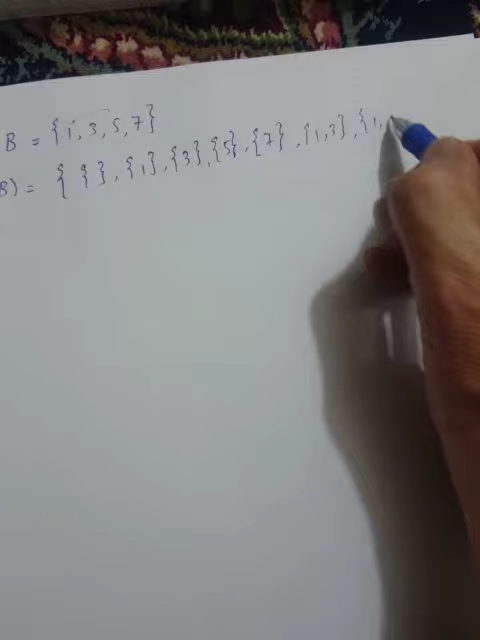 B = {1, 3, 5, 7}
B) = { { }, {1}, {3}, {5}, {7}, {1,3}, {1,